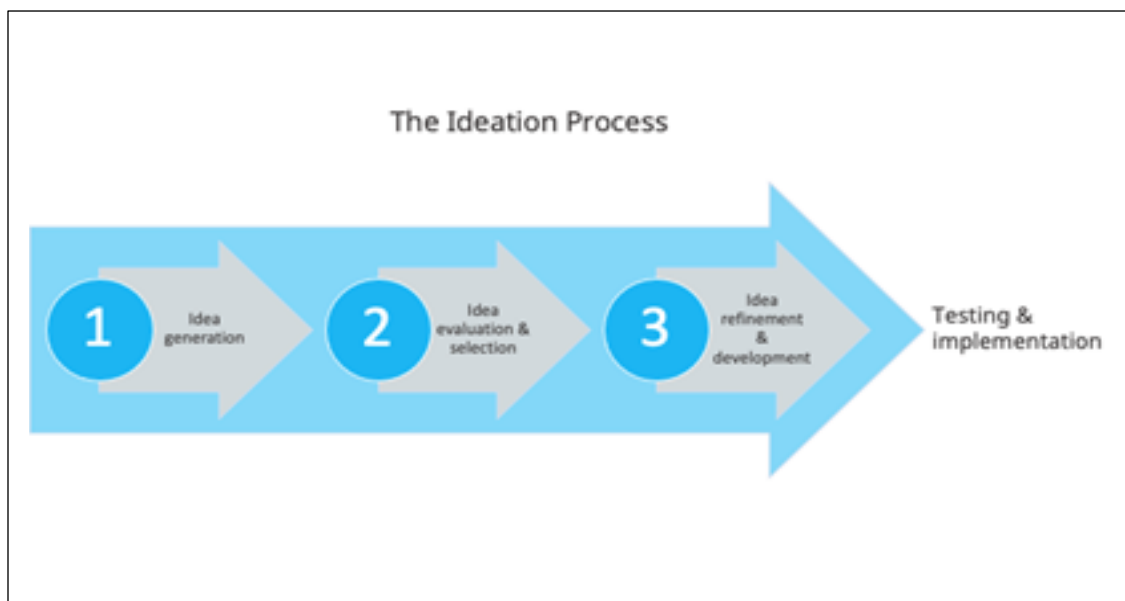 The Ideation Process
1
Idea
generation
2
Idea
evaluation &
selection
3
Idea
refinement
&
development
Testing &
implementation